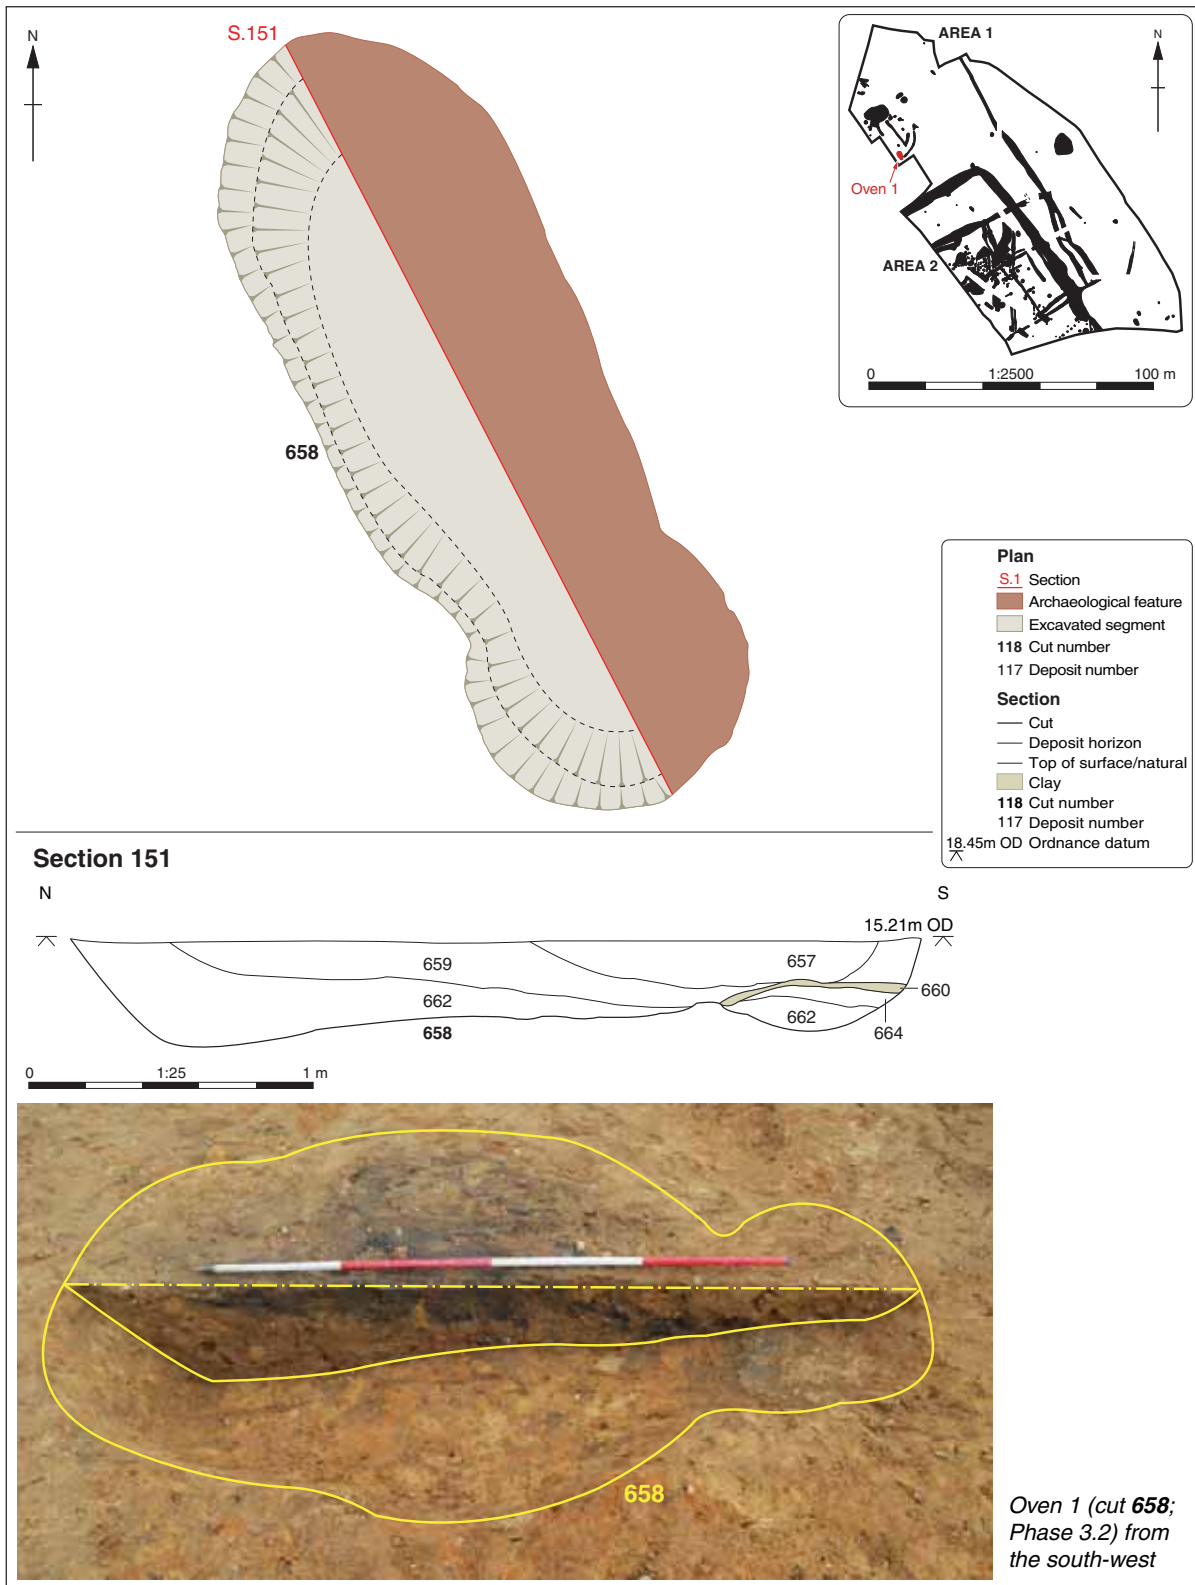 S.151
N
658
AREA 1
N
Oven 1
AREA 2
0 1:2500 100 m
Plan
S.1 Section
Archaeological feature
Excavated segment
118 Cut number
117 Deposit number
Section
Cut
Deposit horizon
Top of surface/natural
Clay
118 Cut number
117 Deposit number
18.45m OD Ordnance datum
Section 151
N
S
15.21m OD
659
657
660
662
662
664
658
0 1:25 1 m
658
Oven 1 (cut 658;
Phase 3.2) from
the south-west